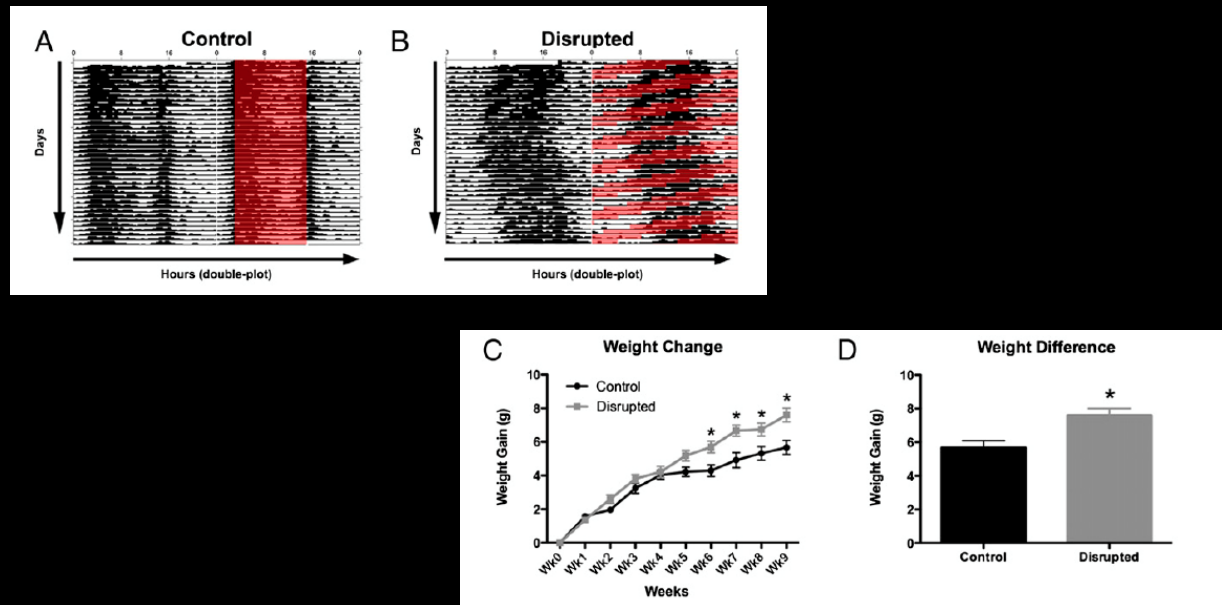 A
Control
0 8 16 0 8 16 0
Days
Hours (double-plot)
B
Disrupted
0 8 16 0 8 16 0
Days
Hours (double-plot)
C
Weight Change
Weight Gain (g)
10
8
6
4
2
0
Control
Disrupted
* * * *
Wk0 Wk1 Wk2 Wk3 Wk4 Wk5 Wk6 Wk7 Wk8 Wk9
Weeks
D
Weight Difference
Weight Gain (g)
10
8
6
4
2
0
*
Control Disrupted